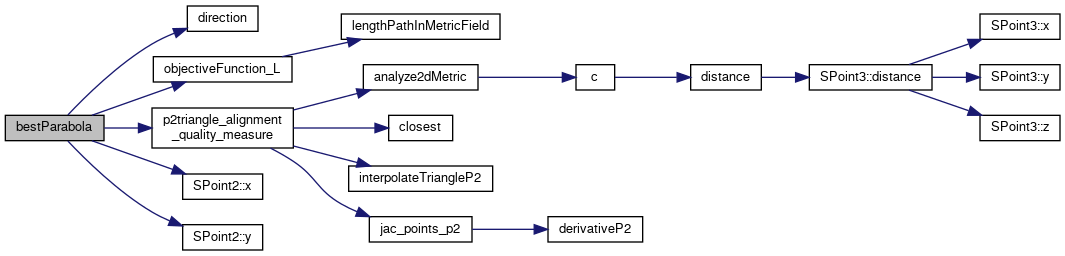 direction
lengthPathInMetricField
SPoint3::x
objectiveFunction_L
analyze2dMetric
c
distance
SPoint3::distance
SPoint3::y
bestParabola
p2triangle_alignment
_quality_measure
closest
SPoint3::z
interpolateTriangleP2
SPoint2::x
jac_points_p2
derivativeP2
SPoint2::y